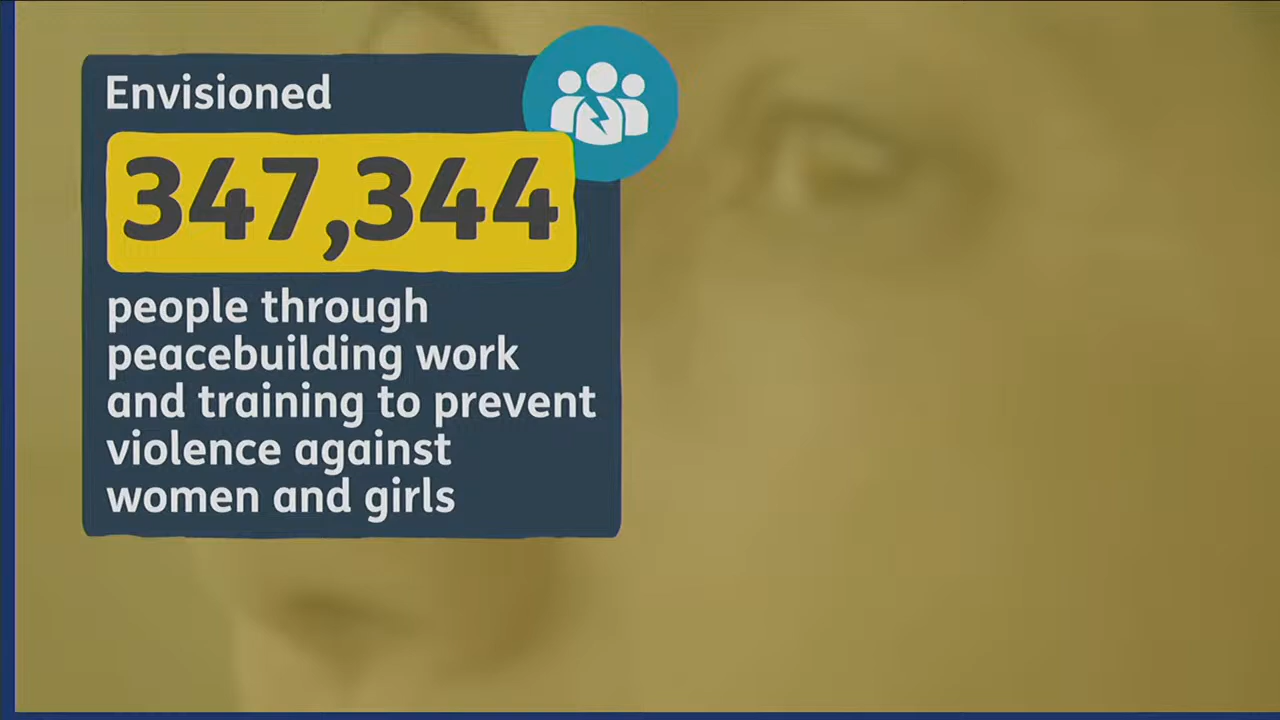 Envisioned
347,344
people through
peacebuilding work
and training to prevent
violence against
women and girls